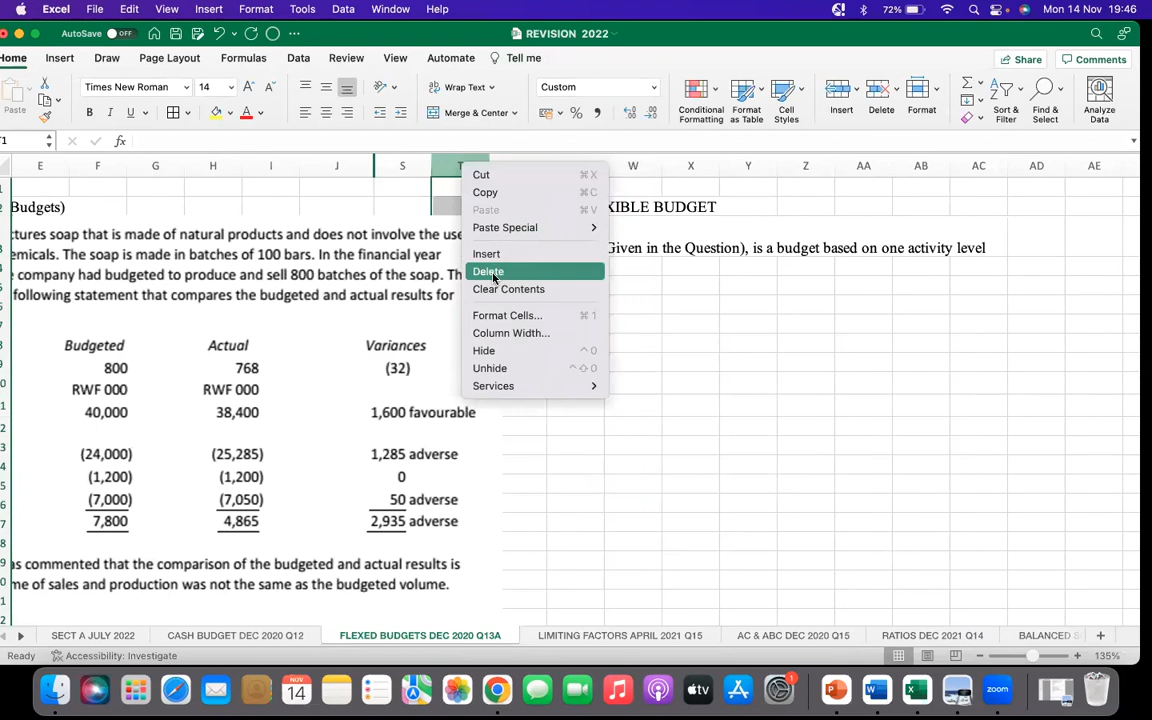 Excel File Edit View Insert Format Tools Data Window Help 72% Mon 14 Nov 19:46
AutoSave OFF REVISION 2022
Home Insert Draw Page Layout Formulas Data Review View Automate Tell me Share Comments
Paste Times New Roman 14 A A Wrap Text Custom Conditional Formatting Format as Table Cell Styles Insert Delete Format Sort & Filter Find & Select Analyze Data
B I U A Merge & Center %
T1 fx
E F G H I J S T W X Y Z AA AB AC AD AE
Budgets) XIBLE BUDGET
ctures soap that is made of natural products and does not involve the use Given in the Question), is a budget based on one activity level
emicals. The soap is made in batches of 100 bars. In the financial year
company had budgeted to produce and sell 800 batches of the soap. Th
following statement that compares the budgeted and actual results for
Budgeted Actual Variances
800 768 (32)
RWF 000 RWF 000
40,000 38,400 1,600 favourable
(24,000) (25,285) 1,285 adverse
(1,200) (1,200) 0
(7,000) (7,050) 50 adverse
7,800 4,865 2,935 adverse
as commented that the comparison of the budgeted and actual results is
me of sales and production was not the same as the budgeted volume.
Cut ⌘X
Copy ⌘C
Paste ⌘V
Paste Special
Insert
Delete
Clear Contents
Format Cells... ⌘1
Column Width...
Hide ^0
Unhide ^⇧0
Services
SECT A JULY 2022 CASH BUDGET DEC 2020 Q12 FLEXED BUDGETS DEC 2020 Q13A LIMITING FACTORS APRIL 2021 Q15 AC & ABC DEC 2020 Q15 RATIOS DEC 2021 Q14 BALANCED S
Ready Accessibility: Investigate 135%
NOV 14 tv 1 P W X zoom